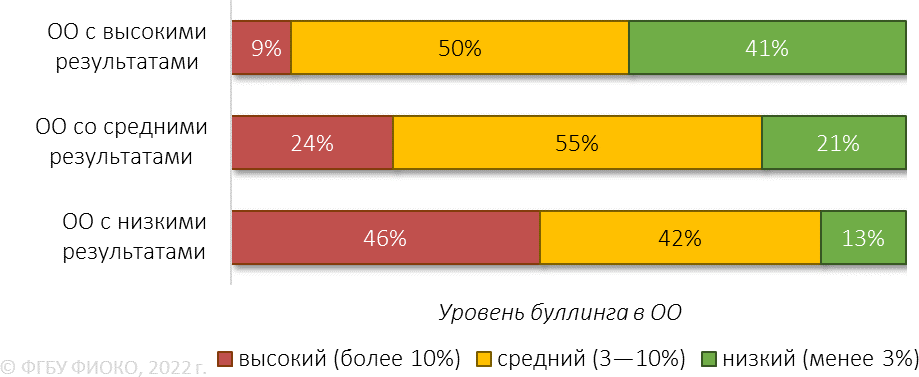 ОО с высокими
результатами
9% 50% 41%
ОО со средними
результатами
24% 55% 21%
ОО с низкими
результатами
46% 42% 13%
Уровень буллинга в ОО
высокий (более 10%) средний (3—10%) низкий (менее 3%)
© ФГБУ ФИОКО, 2022 г.